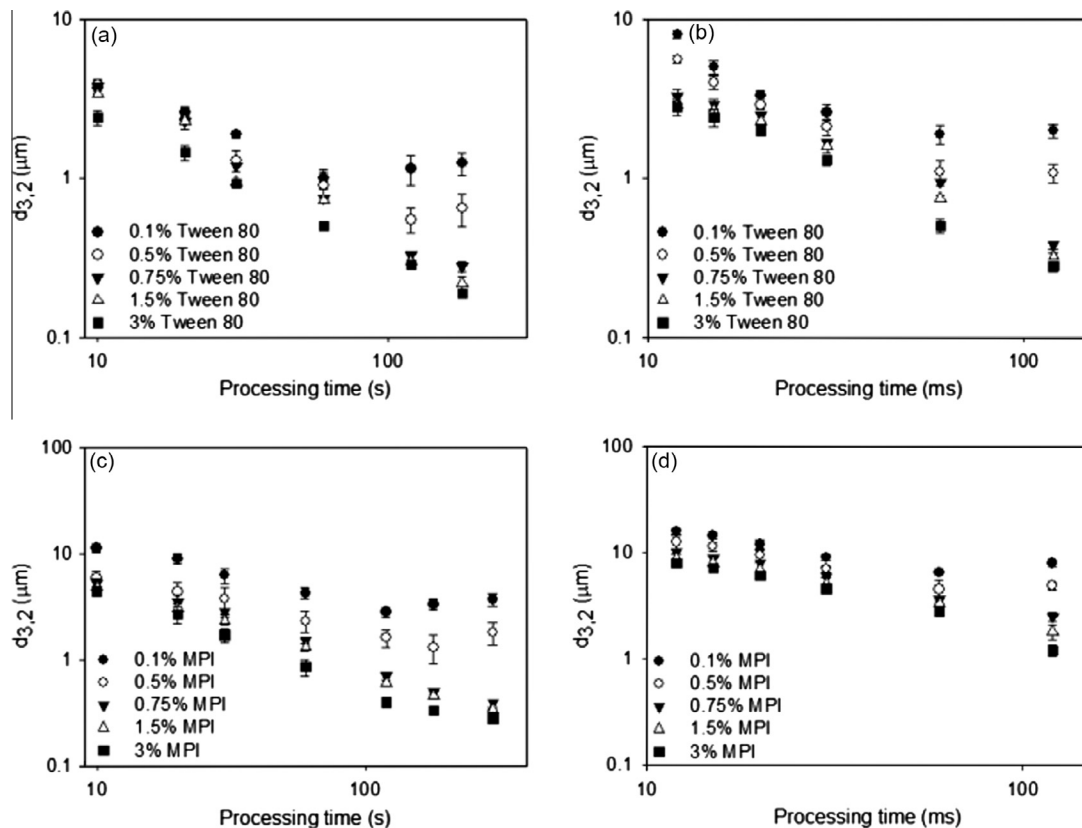 (a)
10
1
0.1
d3,2 (μm)
0.1% Tween 80
0.5% Tween 80
0.75% Tween 80
1.5% Tween 80
3% Tween 80
10
100
Processing time (s)
(b)
10
1
0.1
d3,2 (μm)
0.1% Tween 80
0.5% Tween 80
0.75% Tween 80
1.5% Tween 80
3% Tween 80
10
100
Processing time (ms)
(c)
100
10
1
0.1
d3,2 (μm)
0.1% MPI
0.5% MPI
0.75% MPI
1.5% MPI
3% MPI
10
100
Processing time (s)
(d)
100
10
1
0.1
d3,2 (μm)
0.1% MPI
0.5% MPI
0.75% MPI
1.5% MPI
3% MPI
10
100
Processing time (ms)